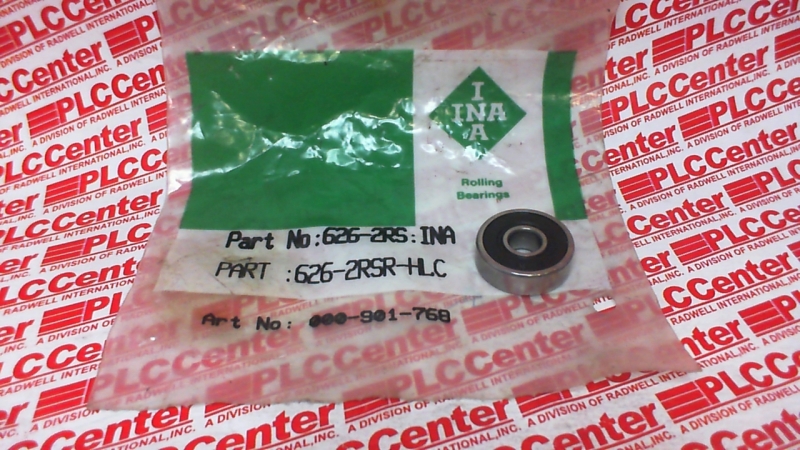 I
INA
A
Rolling
Bearings
Part No:626-2RS:INA
PART :626-2RSR-HLC
Art No: 000-901-768
PLCCenter
A DIVISION OF RADWELL INTERNATIONAL, INC.